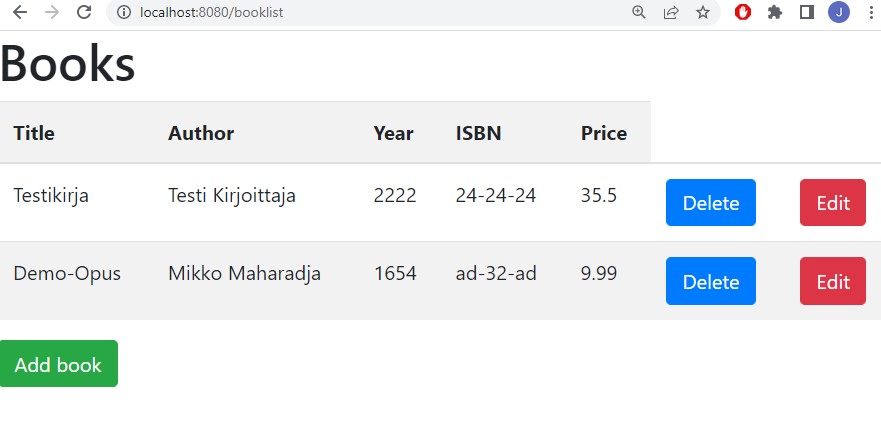 localhost:8080/booklist
J
Books
Title Author Year ISBN Price
Testikirja Testi Kirjoittaja 2222 24-24-24 35.5 Delete Edit
Demo-Opus Mikko Maharadja 1654 ad-32-ad 9.99 Delete Edit
Add book